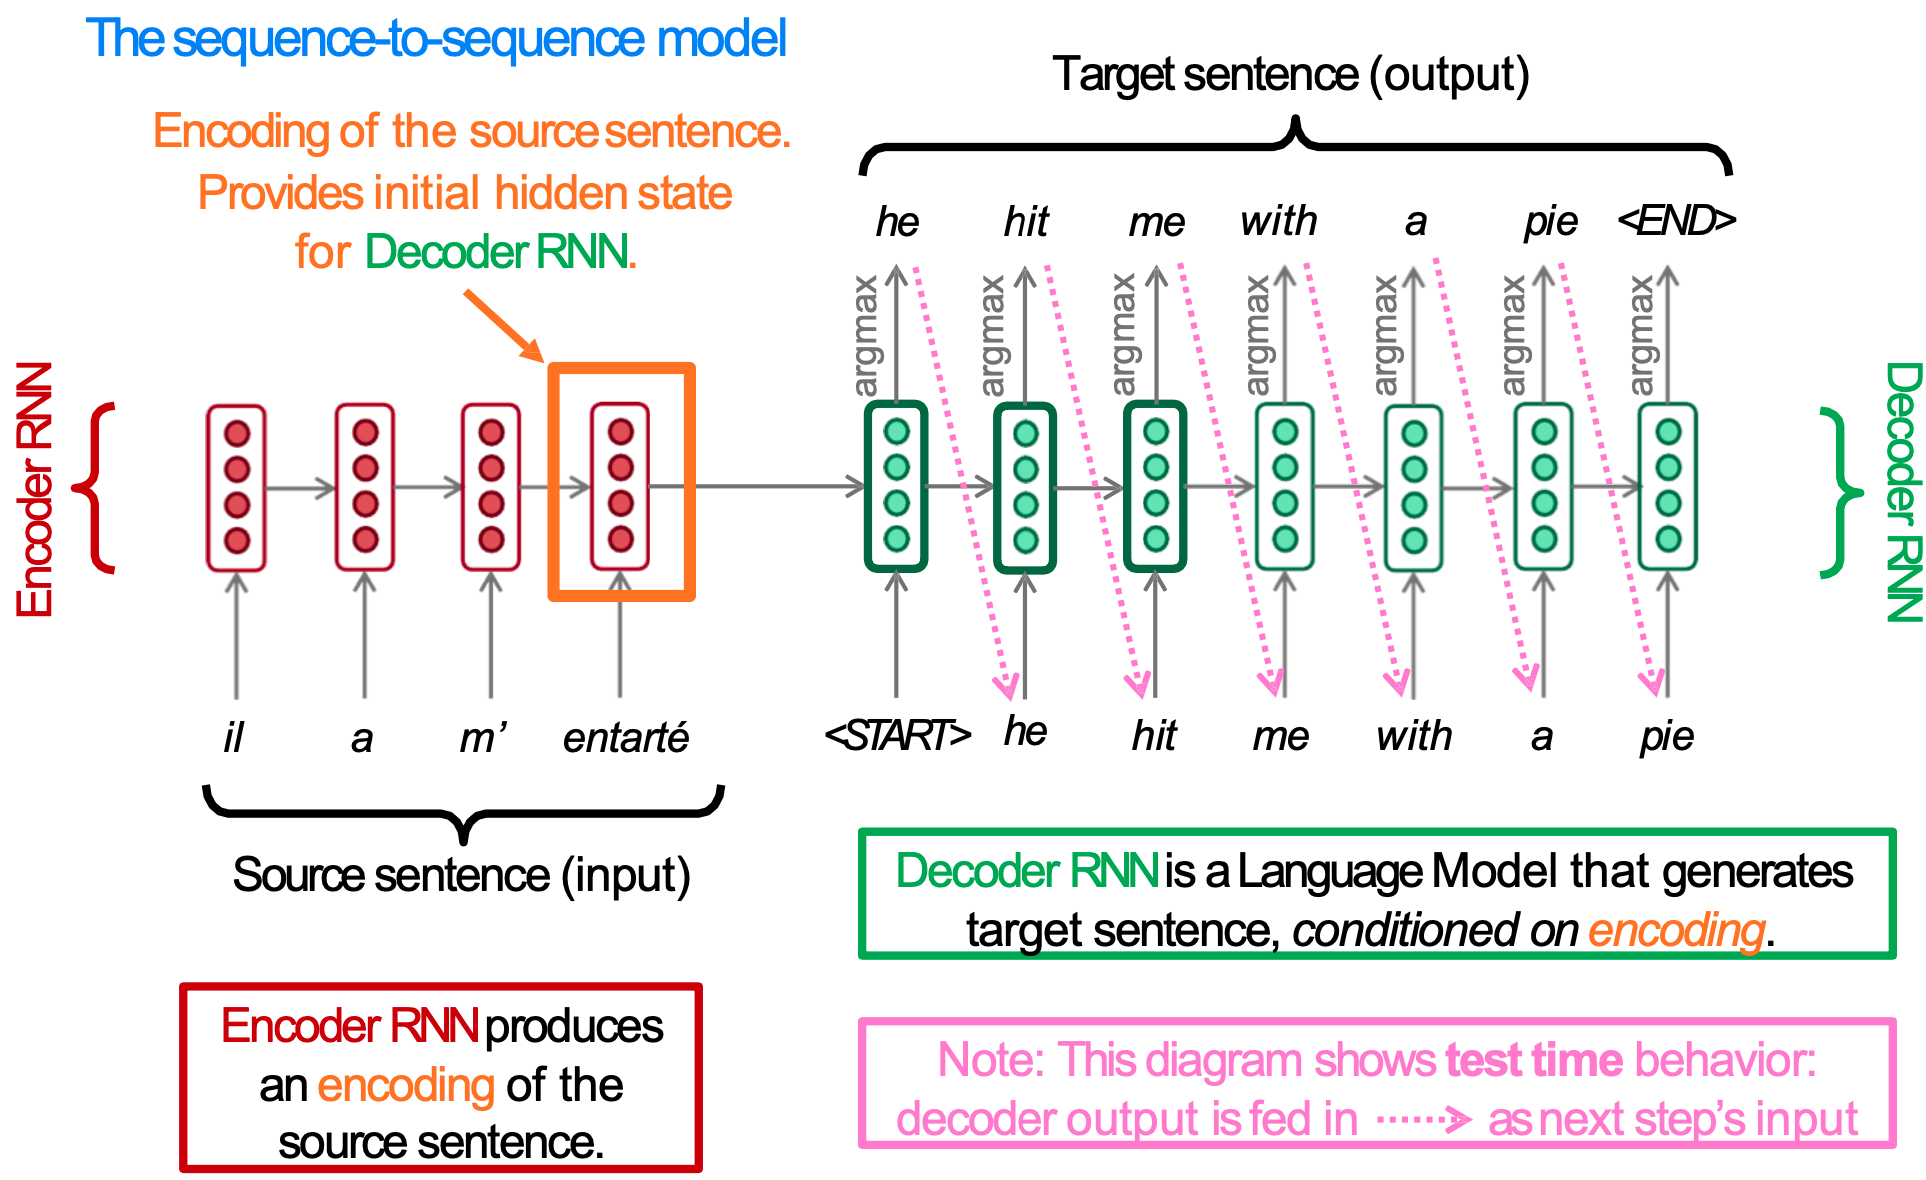 The sequence-to-sequence model
Target sentence (output)
Encoding of the source sentence.
Provides initial hidden state
for Decoder RNN.
he hit me with a pie <END>
argmax argmax argmax argmax argmax argmax argmax
Encoder RNN
Decoder RNN
il a m’ entarté <START> he hit me with a pie
Source sentence (input)
Decoder RNN is a Language Model that generates
target sentence, conditioned on encoding.
Encoder RNN produces
an encoding of the
source sentence.
Note: This diagram shows test time behavior:
decoder output is fed in as next step’s input